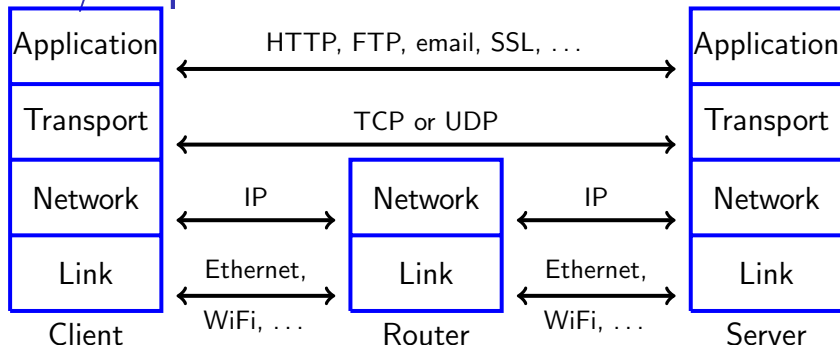 Application HTTP, FTP, email, SSL, ... Application
Transport TCP or UDP Transport
Network IP Network IP Network
Link Ethernet, Link Ethernet, Link
WiFi, ... WiFi, ...
Client Router Server